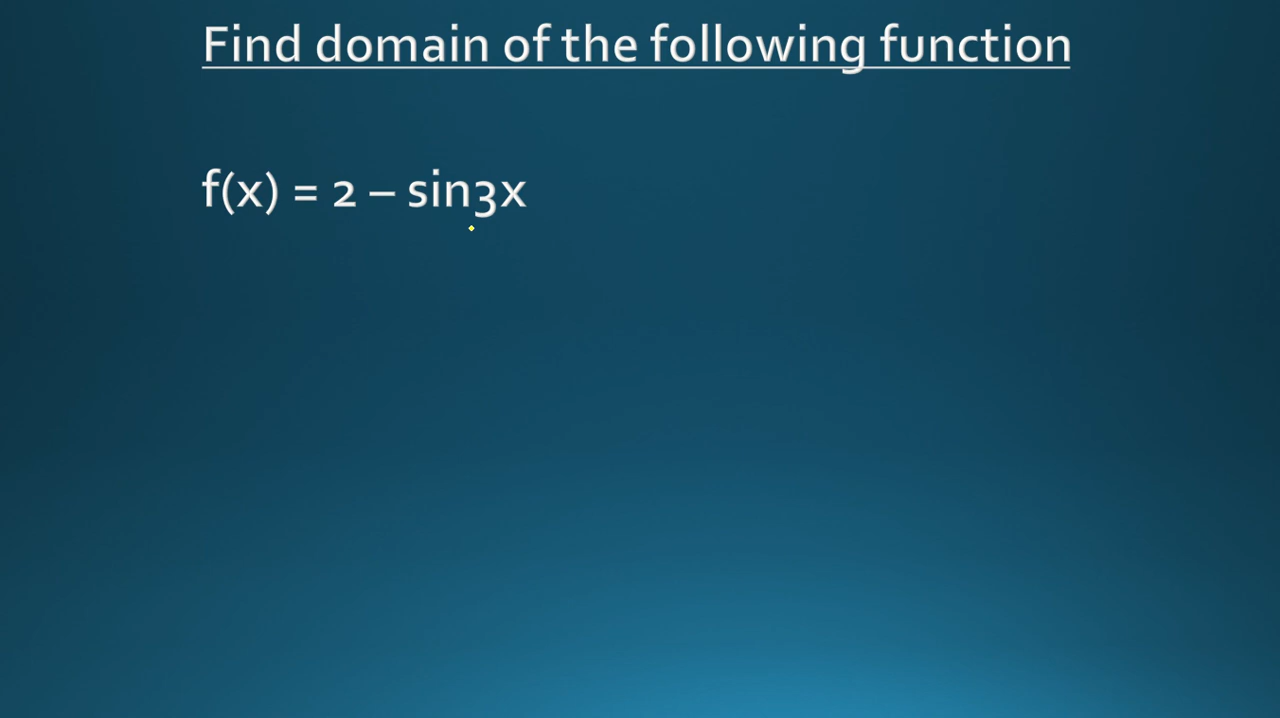 Find domain of the following function
f(x) = 2 – sin3x